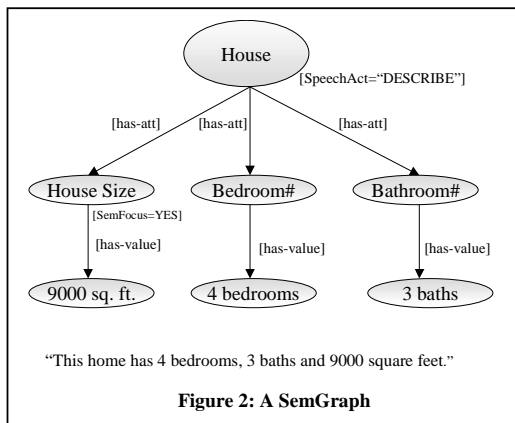 House
[SpeechAct=“DESCRIBE”]
[has-att] [has-att] [has-att]
House Size Bedroom# Bathroom#
[SemFocus=YES]
[has-value] [has-value] [has-value]
9000 sq. ft. 4 bedrooms 3 baths
“This home has 4 bedrooms, 3 baths and 9000 square feet.”
Figure 2: A SemGraph